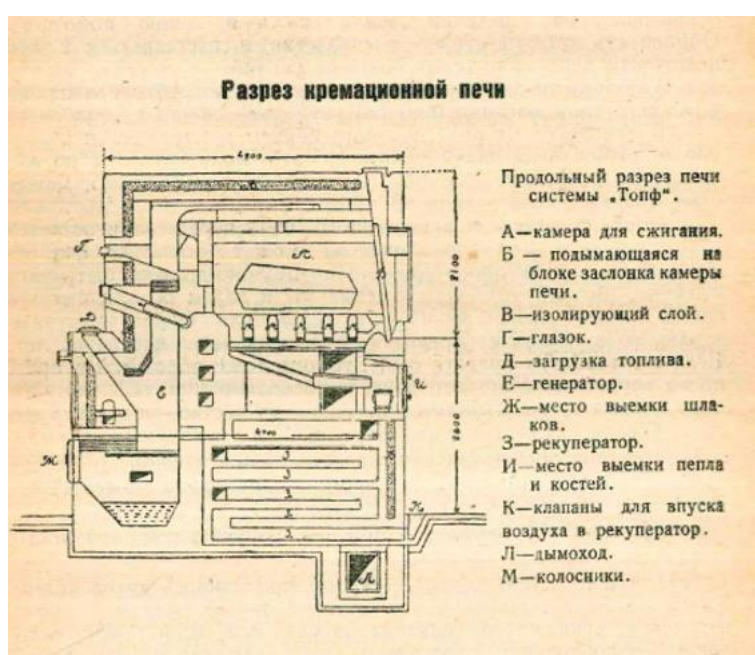 Разрез кремационной печи
Продольный разрез печи
системы „Топф“.
А—камера для сжигания.
Б — подымающаяся на
блоке заслонка камеры
печи.
В—изолирующий слой.
Г—глазок.
Д—загрузка топлива.
Е—генератор.
Ж—место выемки шла-
ков.
З—рекуператор.
И—место выемки пепла
и костей.
К—клапаны для впуска
воздуха в рекуператор.
Л—дымоход.
М—колосники.
Г
Е
И
Ж
З
З
З
К
Л
2100